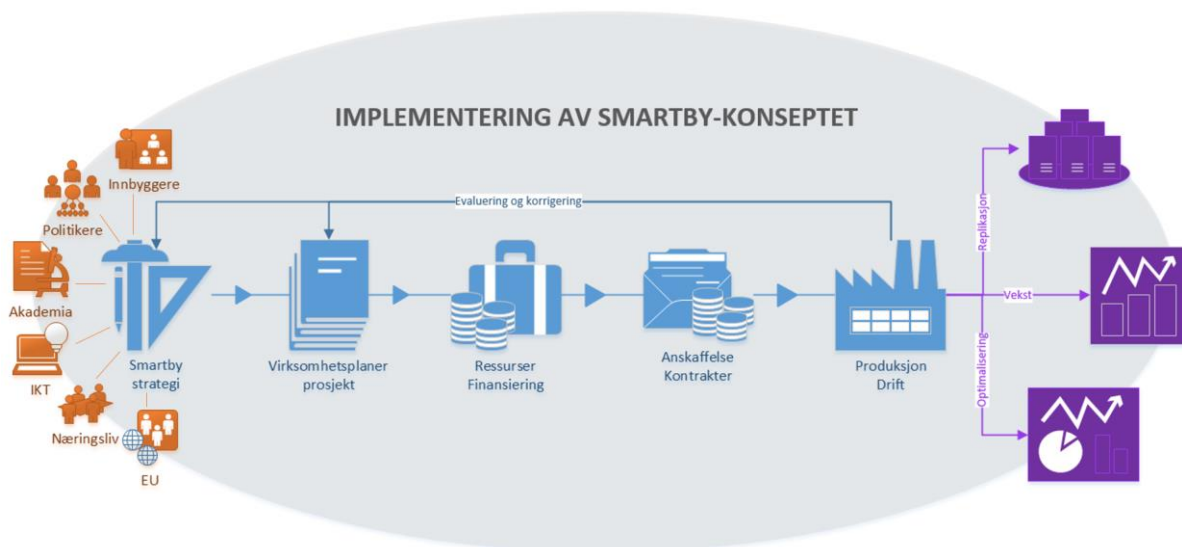 IMPLEMENTERING AV SMARTBY-KONSEPTET
Innbyggere
Politikere
Akademia
IKT
Næringsliv
EU
Evaluering og korrigering
Smartby
strategi
Virksomhetsplaner
prosjekt
Ressurser
Finansiering
Anskaffelse
Kontrakter
Produksjon
Drift
Replikasjon
Vekst
Optimalisering